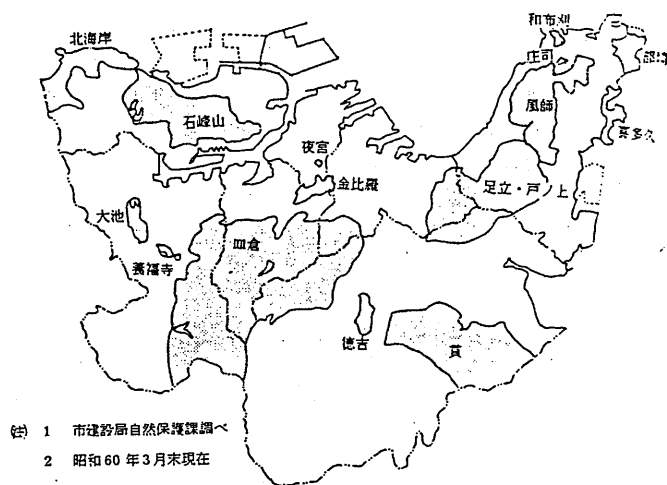 和布刈
北海岸
庄司
部埼
風師
石峰山
喜多久
夜宮
金比羅
足立・戸ノ上
大池
皿倉
養福寺
徳吉
貫
(注) 1 市建設局自然保護課調べ
2 昭和60年3月末現在